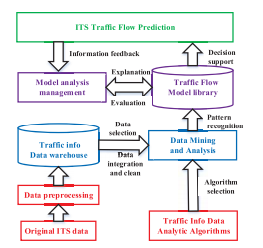 ITS Traffic Flow Prediction
Information feedback
Decision
support
Model analysis
management
Explanation
Evaluation
Traffic Flow
Model library
Data
selection
Pattern
recognition
Traffic info
Data warehouse
Data Mining
and Analysis
Data
integration
and clean
Algorithm
selection
Data preprocessing
Original ITS data
Traffic Info Data
Analytic Algorithms